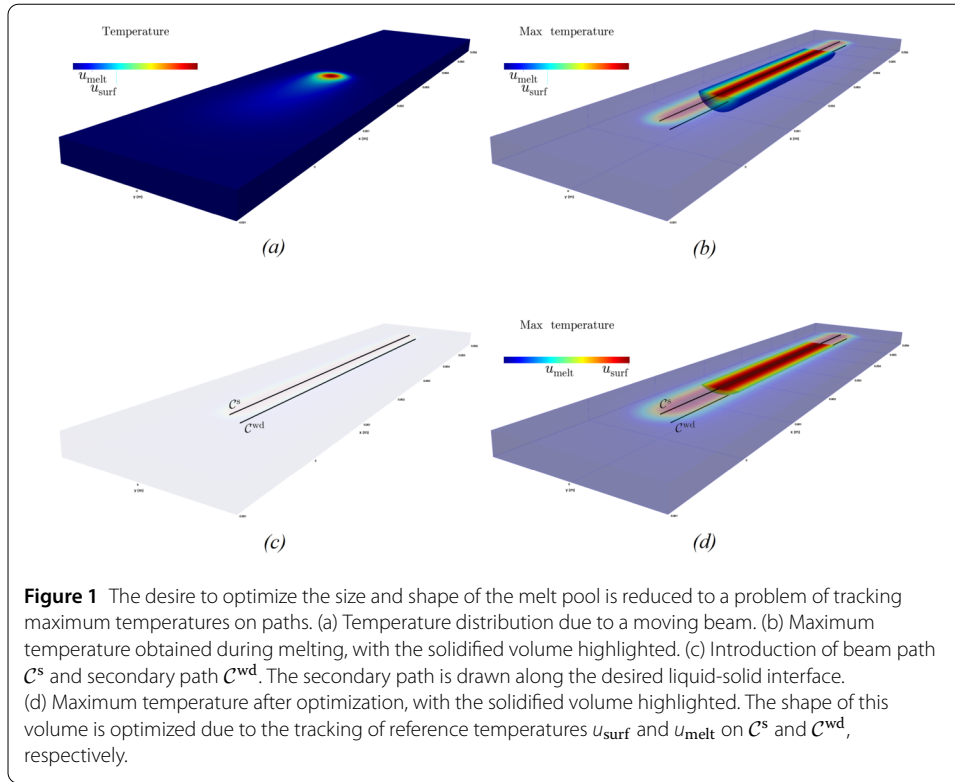 Temperature
u_melt
u_surf
(a)
Max temperature
u_melt
u_surf
(b)
C^s
C^wd
(c)
Max temperature
u_melt
u_surf
C^s
C^wd
(d)
Figure 1 The desire to optimize the size and shape of the melt pool is reduced to a problem of tracking
maximum temperatures on paths. (a) Temperature distribution due to a moving beam. (b) Maximum
temperature obtained during melting, with the solidified volume highlighted. (c) Introduction of beam path
C^s and secondary path C^wd. The secondary path is drawn along the desired liquid-solid interface.
(d) Maximum temperature after optimization, with the solidified volume highlighted. The shape of this
volume is optimized due to the tracking of reference temperatures u_surf and u_melt on C^s and C^wd,
respectively.